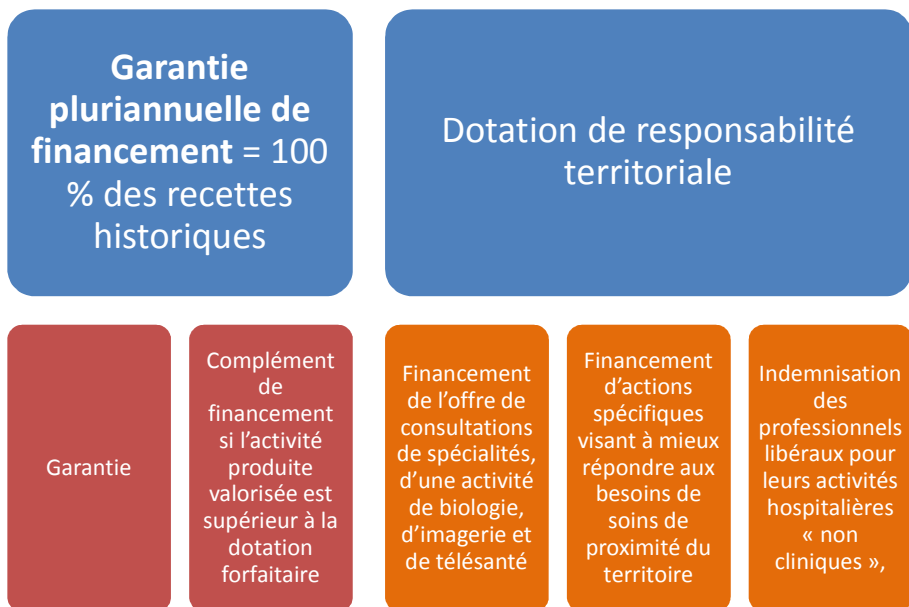 Garantie
pluriannuelle de
financement = 100
% des recettes
historiques
Dotation de responsabilité
territoriale
Garantie
Complément
de
financement
si l’activité
produite
valorisée est
supérieur à la
dotation
forfaitaire
Financement
de l’offre de
consultations
de spécialités,
d’une activité
de biologie,
d’imagerie et
de télésanté
Financement
d’actions
spécifiques
visant à mieux
répondre aux
besoins de
soins de
proximité du
territoire
Indemnisation
des
professionnels
libéraux pour
leurs activités
hospitalières
« non
cliniques »,